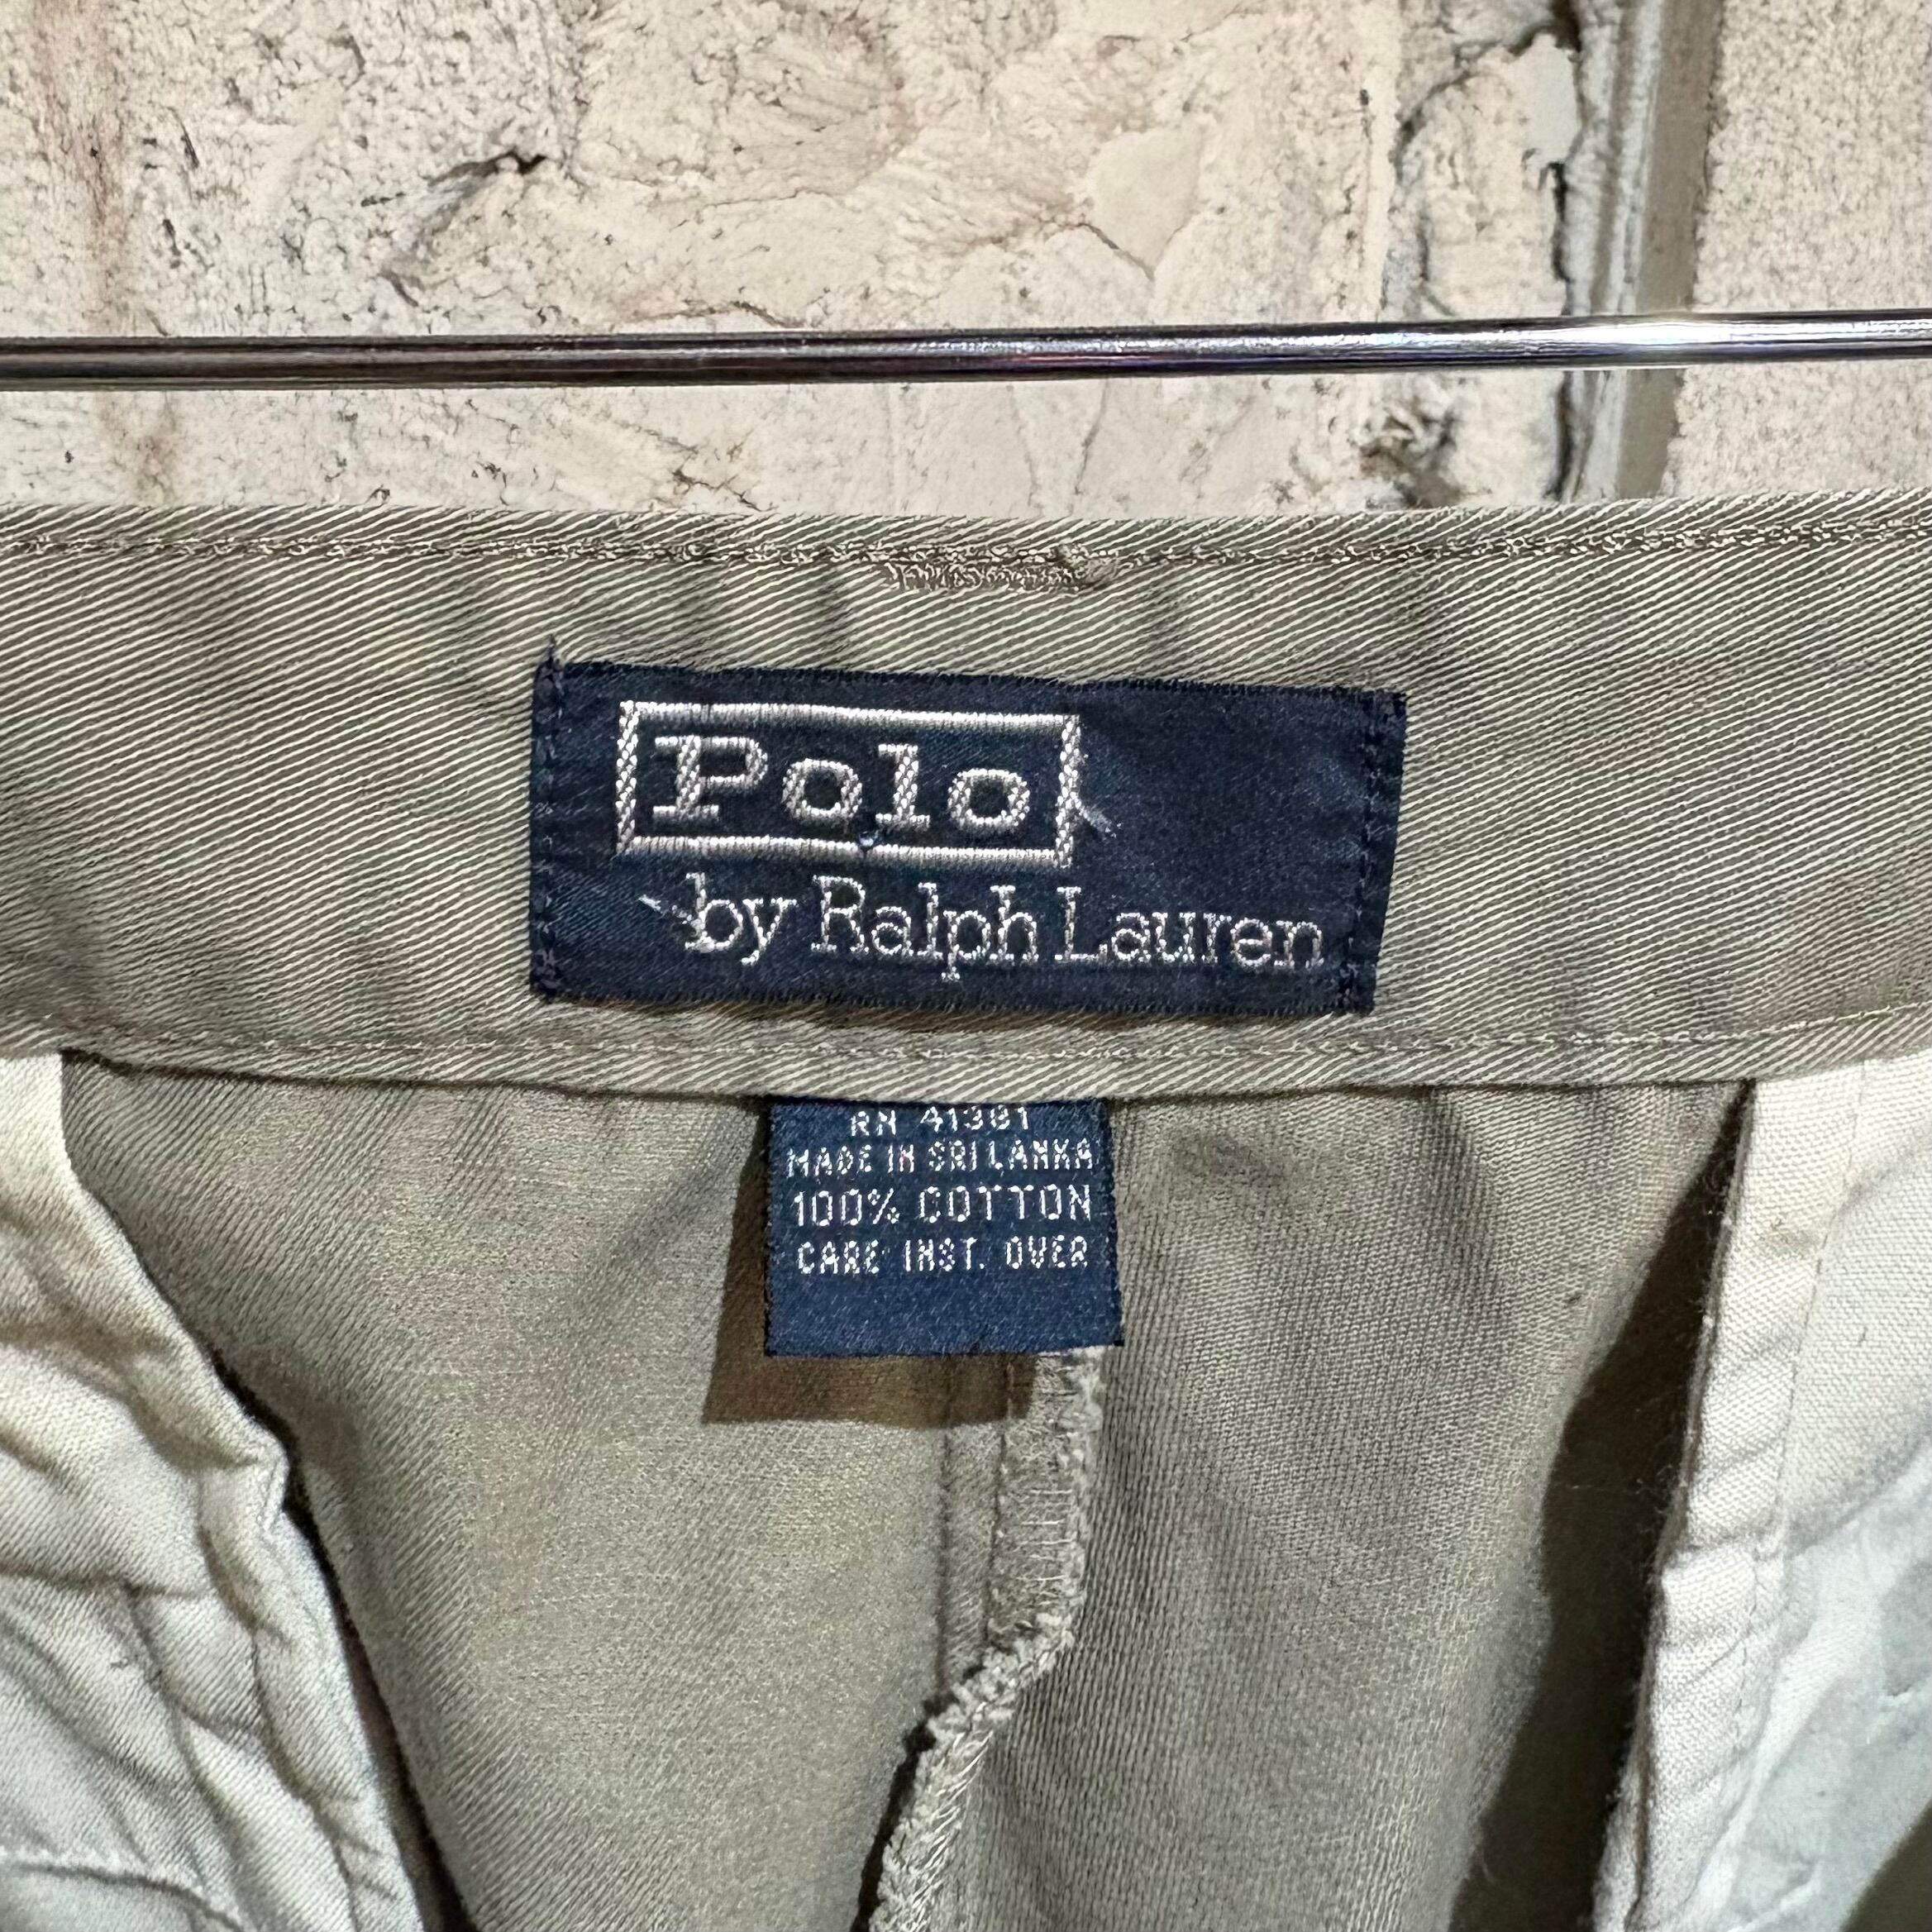 Polo
by Ralph Lauren
RN 41381
MADE IN SRI LANKA
100% COTTON
CARE INST. OVER